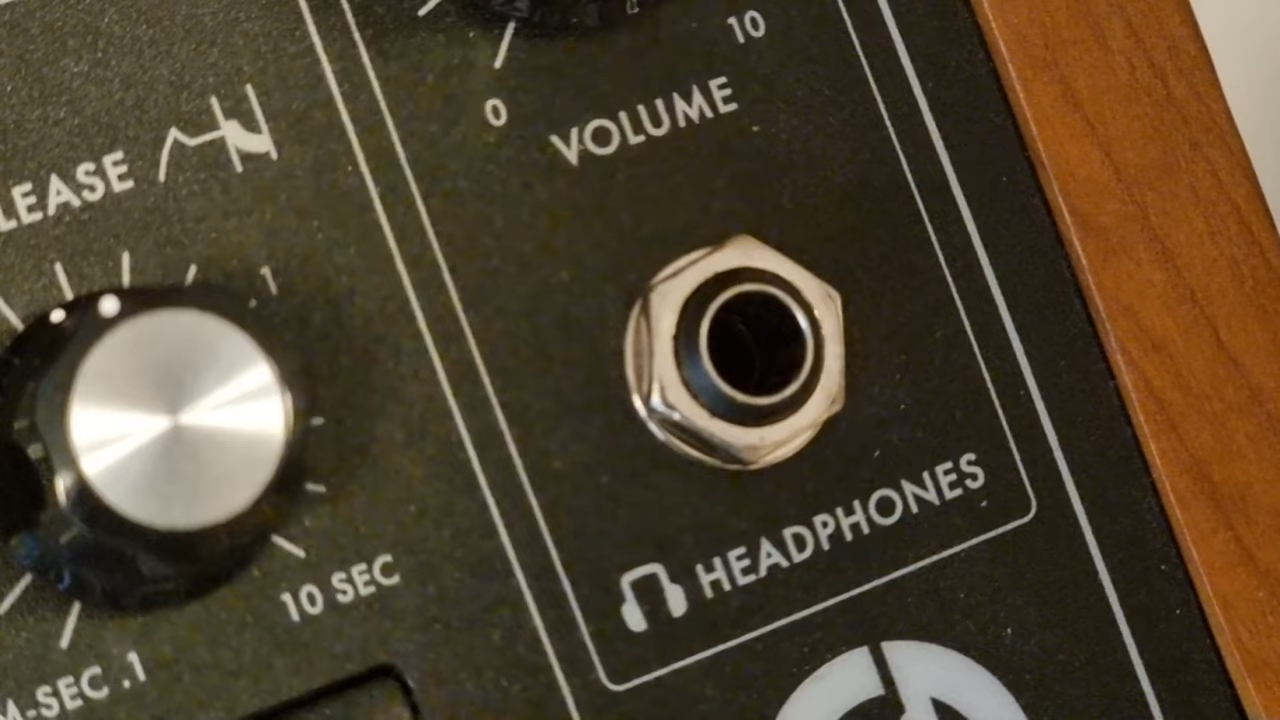 10
0
VOLUME
LEASE
1
HEADPHONES
10 SEC
M-SEC .1